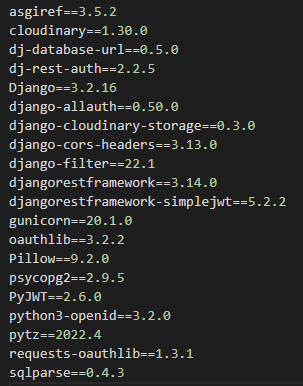 asgiref==3.5.2
cloudinary==1.30.0
dj-database-url==0.5.0
dj-rest-auth==2.2.5
Django==3.2.16
django-allauth==0.50.0
django-cloudinary-storage==0.3.0
django-cors-headers==3.13.0
django-filter==22.1
djangorestframework==3.14.0
djangorestframework-simplejwt==5.2.2
gunicorn==20.1.0
oauthlib==3.2.2
Pillow==9.2.0
psycopg2==2.9.5
PyJWT==2.6.0
python3-openid==3.2.0
pytz==2022.4
requests-oauthlib==1.3.1
sqlparse==0.4.3